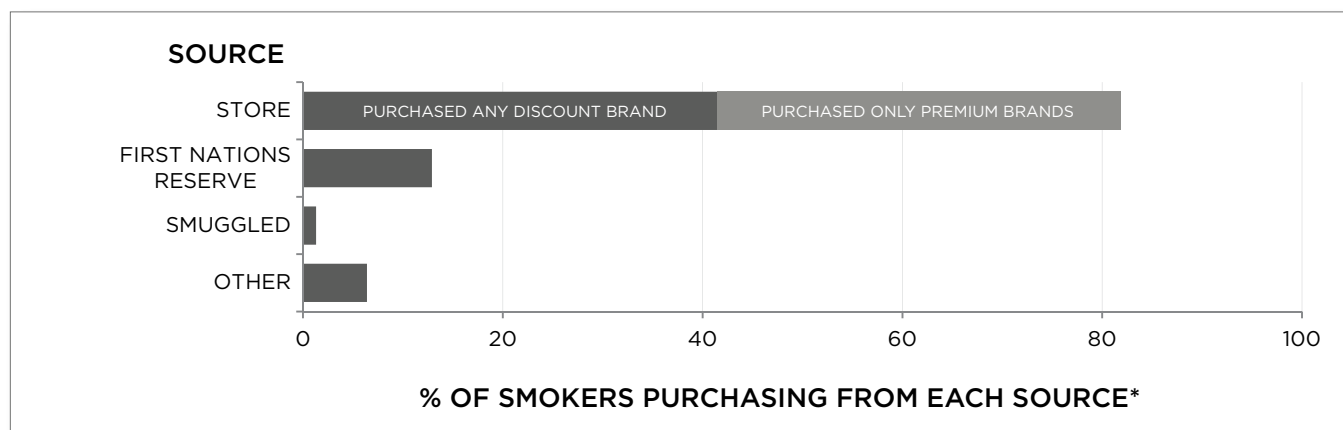 SOURCE
STORE
PURCHASED ANY DISCOUNT BRAND
PURCHASED ONLY PREMIUM BRANDS
FIRST NATIONS
RESERVE
SMUGGLED
OTHER
0 20 40 60 80 100
% OF SMOKERS PURCHASING FROM EACH SOURCE*